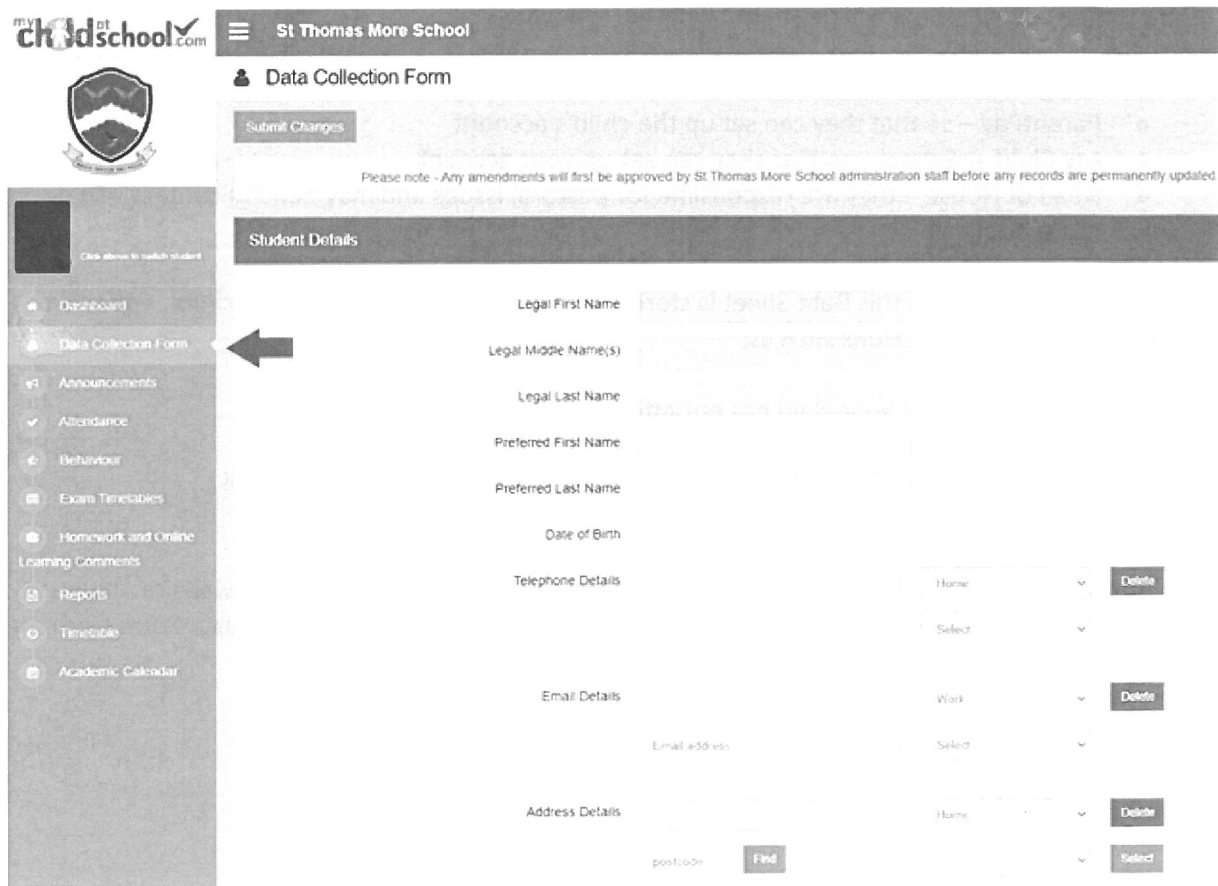 my child at school.com
St Thomas More School
Data Collection Form
Submit Changes
Please note - Any amendments will first be approved by St Thomas More School administration staff before any records are permanently updated.
Click above to switch student
Student Details
Dashboard
Data Collection Form
Announcements
Attendance
Behaviour
Exam Timetables
Homework and Online
Learning Comments
Reports
Timetable
Academic Calendar
Legal First Name
Legal Middle Name(s)
Legal Last Name
Preferred First Name
Preferred Last Name
Date of Birth
Telephone Details
Home
Delete
Select
Email Details
Work
Delete
Email address
Select
Address Details
Home
Delete
postcode
Find
Select